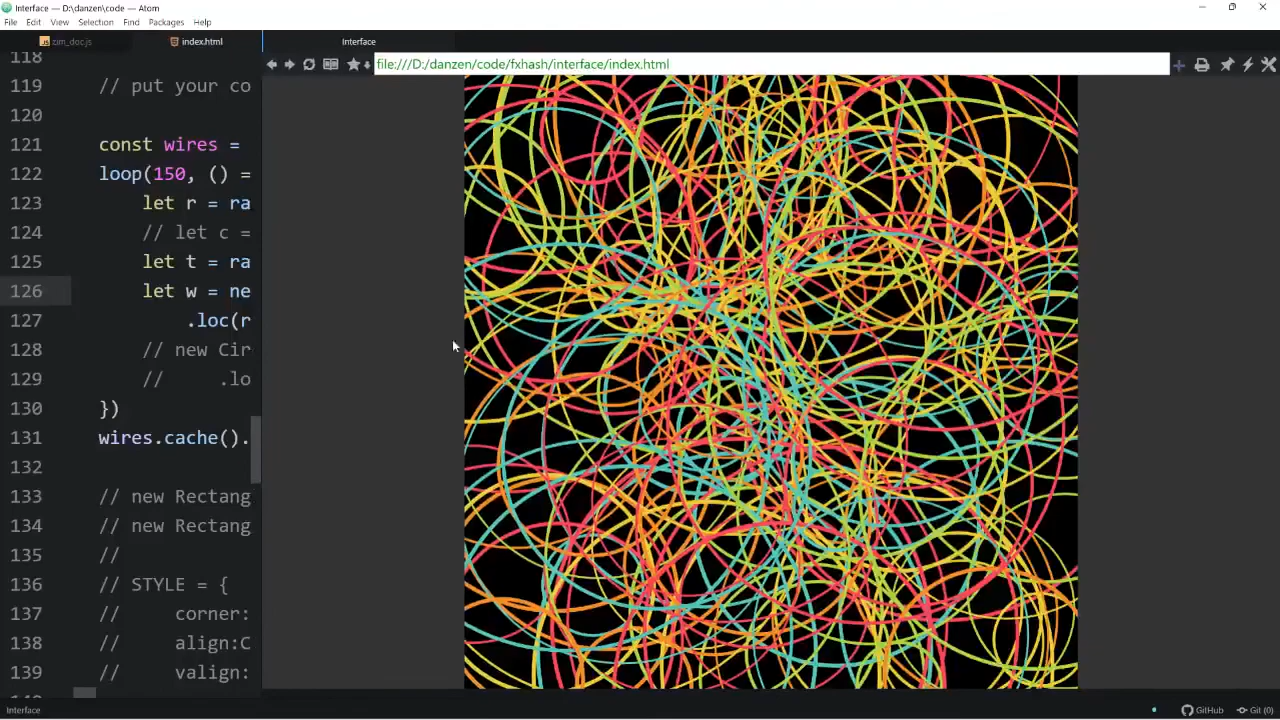 Interface — D:\danzen\code — Atom
File Edit View Selection Find Packages Help
zim_doc.js index.html Interface
file:///D:/danzen/code/fxhash/interface/index.html
118
119 // put your co
120
121 const wires =
122 loop(150, () =
123 let r = ra
124 // let c =
125 let t = ra
126 let w = ne
127 .loc(r
128 // new Cir
129 // .lo
130 })
131 wires.cache().
132
133 // new Rectang
134 // new Rectang
135 //
136 // STYLE = {
137 // corner:
138 // align:C
139 // valign:
Interface GitHub Git (0)